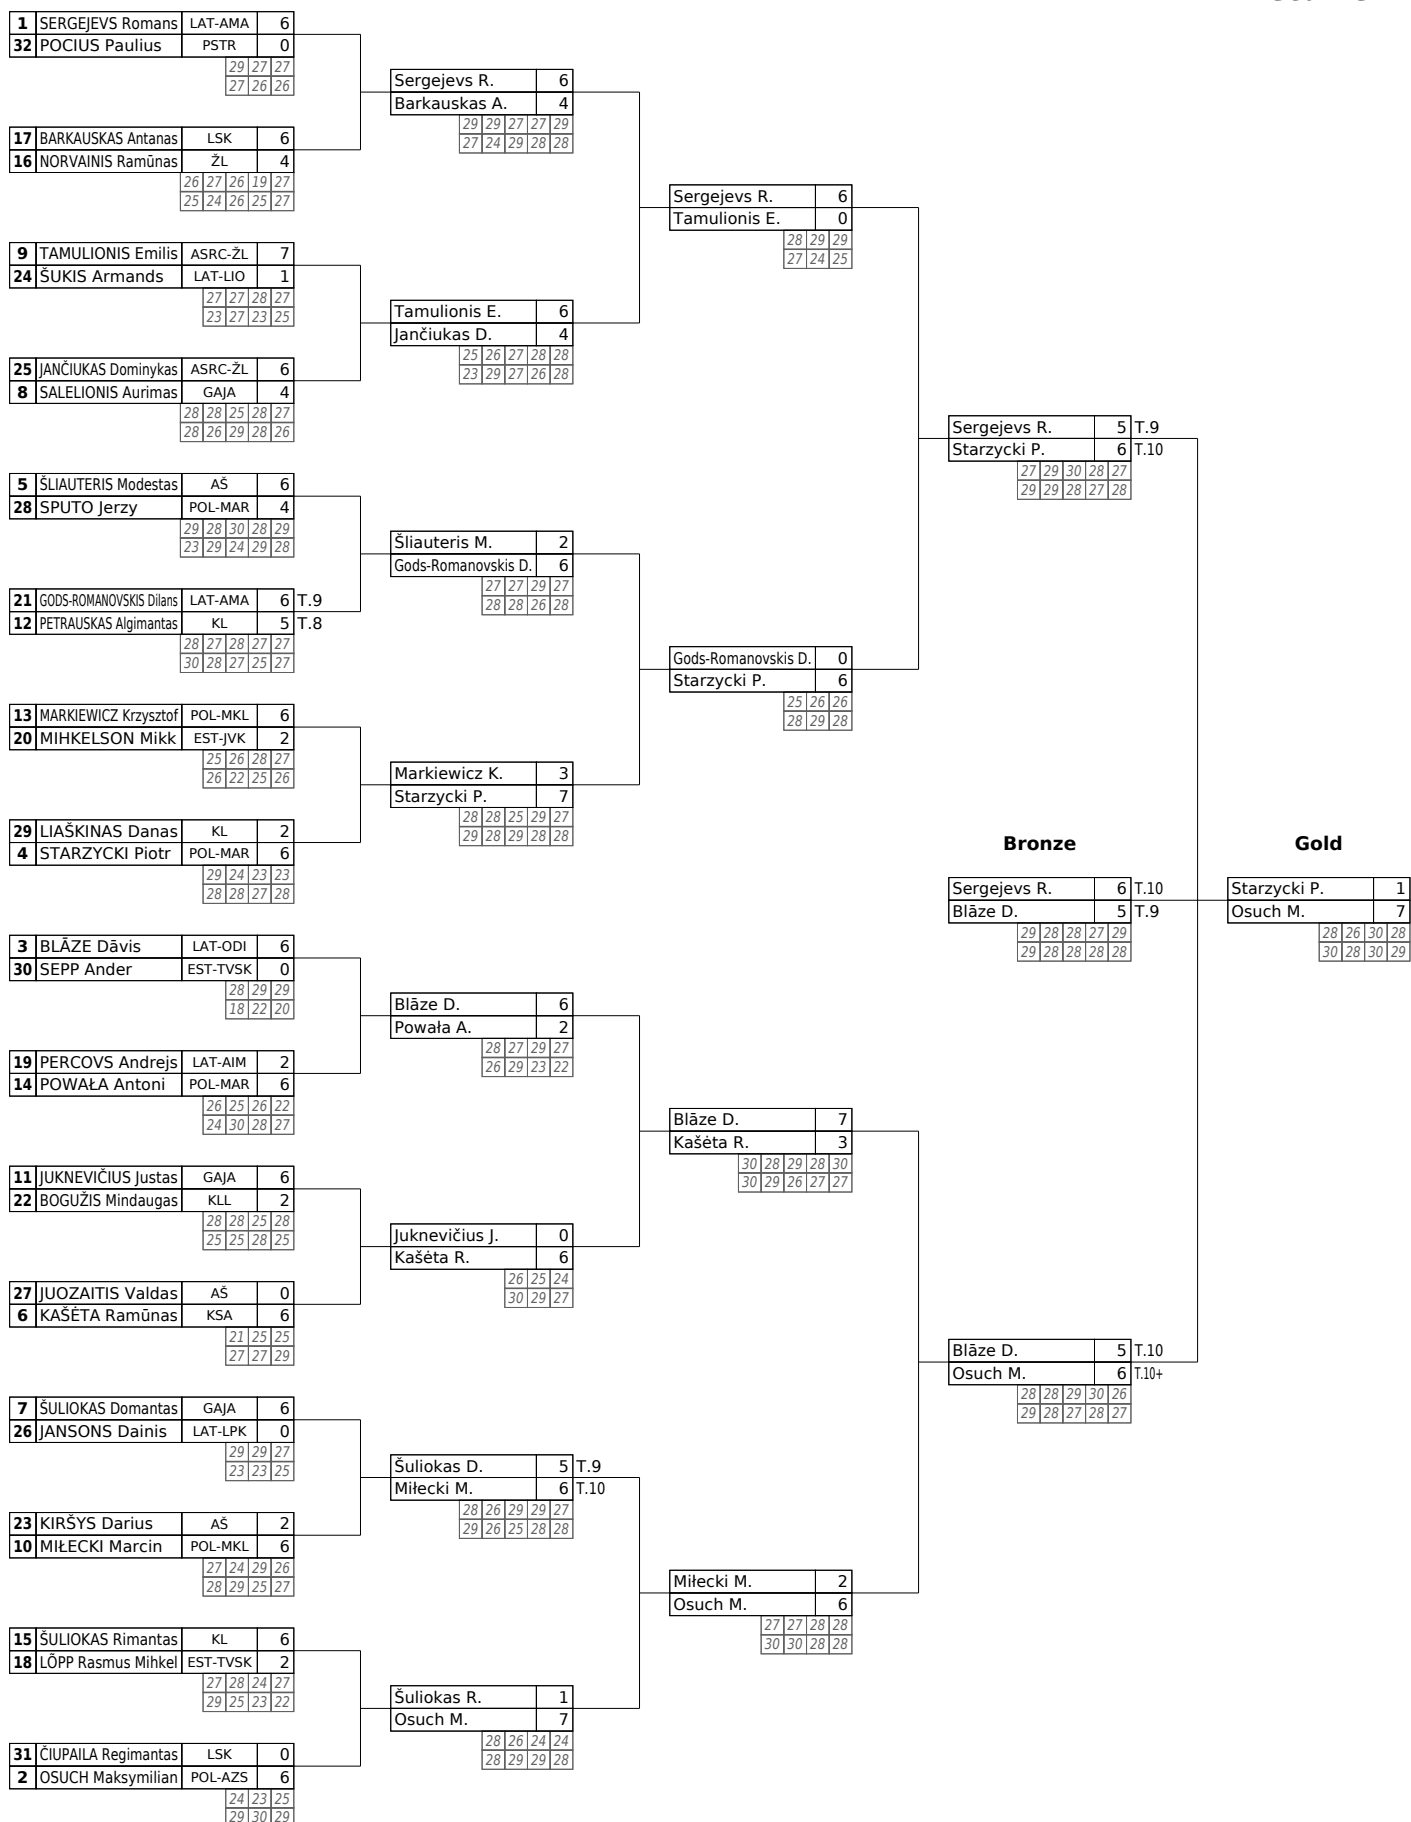 1 SERGEJEVS Romans LAT-AMA 6
32 POCIUS Paulius PSTR 0
29 27 27
27 26 26
17 BARKAUSKAS Antanas LSK 6
16 NORVAINIS Ramūnas ŽL 4
26 27 26 19 27
25 24 26 25 27
9 TAMULIONIS Emilis ASRC-ŽL 7
24 ŠUKIS Armands LAT-LIO 1
27 27 28 27
23 27 23 25
25 JANČIUKAS Dominykas ASRC-ŽL 6
8 SALELIONIS Aurimas GAJA 4
28 28 25 28 27
28 26 29 28 26
5 ŠLIAUTERIS Modestas AŠ 6
28 SPUTO Jerzy POL-MAR 4
29 28 30 28 29
23 29 24 29 28
21 GODS-ROMANOVSKIS Dilans LAT-AMA 6 T.9
12 PETRAUSKAS Algimantas KL 5 T.8
28 27 28 27 27
30 28 27 25 27
13 MARKIEWICZ Krzysztof POL-MKL 6
20 MIHKELSON Mikk EST-JVK 2
25 26 28 27
26 22 25 26
29 LIAŠKINAS Danas KL 2
4 STARZYCKI Piotr POL-MAR 6
29 24 23 23
28 28 27 28
3 BLĀZE Dāvis LAT-ODI 6
30 SEPP Ander EST-TVSK 0
28 29 29
18 22 20
19 PERCOVS Andrejs LAT-AIM 2
14 POWAŁA Antoni POL-MAR 6
26 25 26 22
24 30 28 27
11 JUKNEVIČIUS Justas GAJA 6
22 BOGUŽIS Mindaugas KLL 2
28 28 25 28
25 25 28 25
27 JUOZAITIS Valdas AŠ 0
6 KAŠĖTA Ramūnas KSA 6
21 25 25
27 27 29
7 ŠULIOKAS Domantas GAJA 6
26 JANSONS Dainis LAT-LPK 0
29 29 27
23 23 25
23 KIRŠYS Darius AŠ 2
10 MIŁECKI Marcin POL-MKL 6
27 24 29 26
28 29 25 27
15 ŠULIOKAS Rimantas KL 6
18 LÕPP Rasmus Mihkel EST-TVSK 2
27 28 24 27
29 25 23 22
31 ČIUPAILA Regimantas LSK 0
2 OSUCH Maksymilian POL-AZS 6
24 23 25
29 30 29
Sergejevs R. 6
Barkauskas A. 4
29 29 27 27 29
27 24 29 28 28
Tamulionis E. 6
Jančiukas D. 4
25 26 27 28 28
23 29 27 26 28
Šliauteris M. 2
Gods-Romanovskis D. 6
27 27 29 27
28 28 26 28
Markiewicz K. 3
Starzycki P. 7
28 28 25 29 27
29 28 29 28 28
Blāze D. 6
Powała A. 2
28 27 29 27
26 29 23 22
Juknevičius J. 0
Kašėta R. 6
26 25 24
30 29 27
Šuliokas D. 5 T.9
Miłecki M. 6 T.10
28 26 29 29 27
29 26 25 28 28
Šuliokas R. 1
Osuch M. 7
28 26 24 24
28 29 29 28
Sergejevs R. 6
Tamulionis E. 0
28 29 29
27 24 25
Gods-Romanovskis D. 0
Starzycki P. 6
25 26 26
28 29 28
Blāze D. 7
Kašėta R. 3
30 28 29 28 30
30 29 26 27 27
Miłecki M. 2
Osuch M. 6
27 27 28 28
30 30 28 28
Sergejevs R. 5 T.9
Starzycki P. 6 T.10
27 29 30 28 27
29 29 28 27 28
Blāze D. 5 T.10
Osuch M. 6 T.10+
28 28 29 30 26
29 28 27 28 27
Bronze
Sergejevs R. 6 T.10
Blāze D. 5 T.9
29 28 28 27 29
29 28 28 28 28
Gold
Starzycki P. 1
Osuch M. 7
28 26 30 28
30 28 30 29